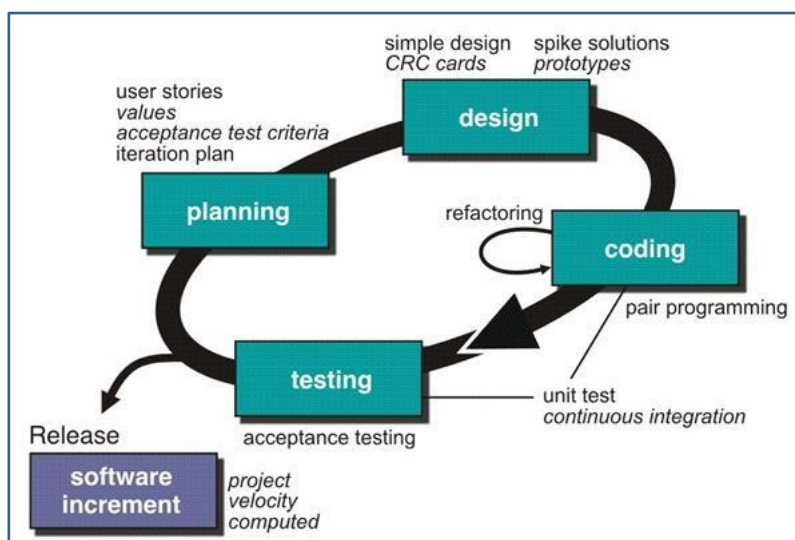 simple design
CRC cards
spike solutions
prototypes
design
user stories
values
acceptance test criteria
iteration plan
planning
refactoring
coding
pair programming
testing
unit test
continuous integration
acceptance testing
Release
software
increment
project
velocity
computed